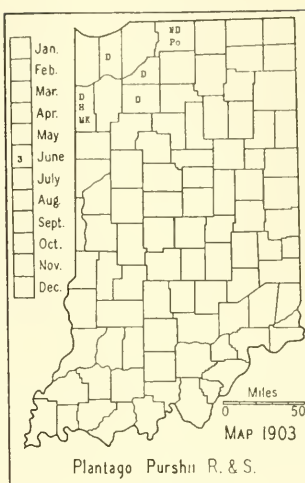 Jan.
Feb.
Mar.
Apr.
May
3 June
July
Aug.
Sept.
Oct.
Nov.
Dec.
WD
Po
D
D
D
D
H
MK
Miles
0 50
MAP 1903
Plantago Purshii R. & S.